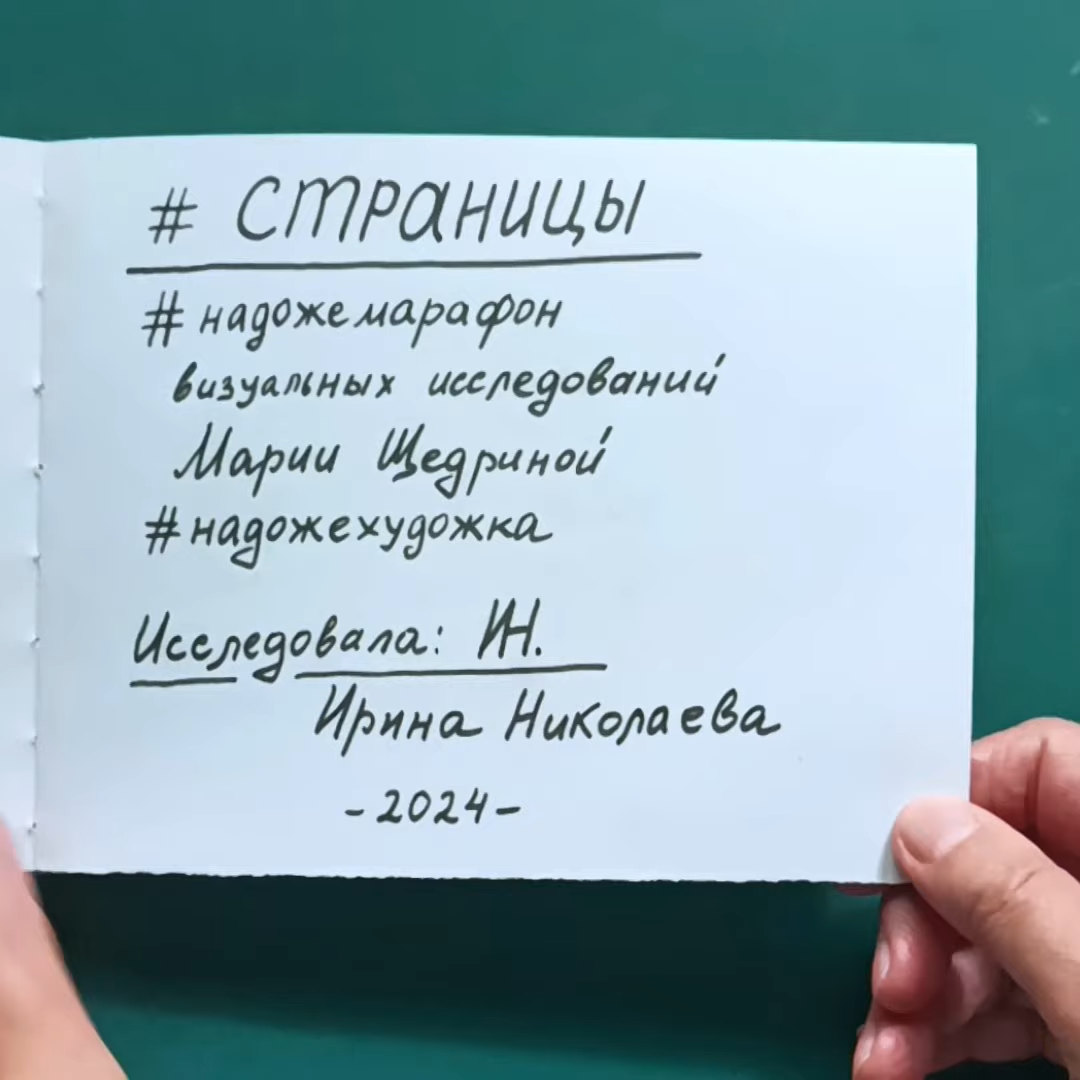 # СТРАНИЦЫ
#надожемарафон
визуальных исследований
Марии Щедриной
#надожехудожка
Исследовала: ИН.
Ирина Николаева
-2024-